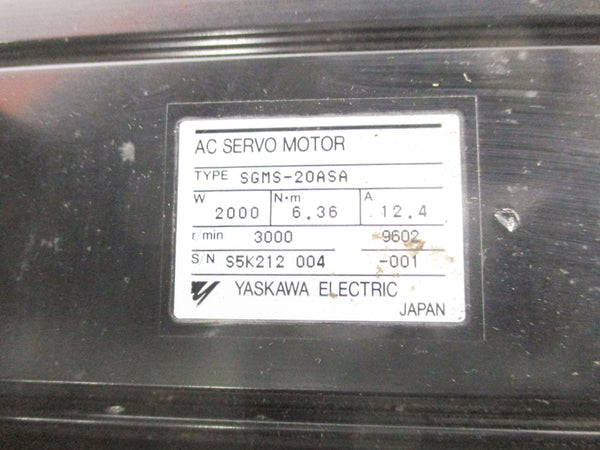 AC SERVO MOTOR
TYPE SGMS-20ASA
W 2000 N·m 6.36 A 12.4
r/min 3000 9602
S/N S5K212 004 -001
YASKAWA ELECTRIC
JAPAN